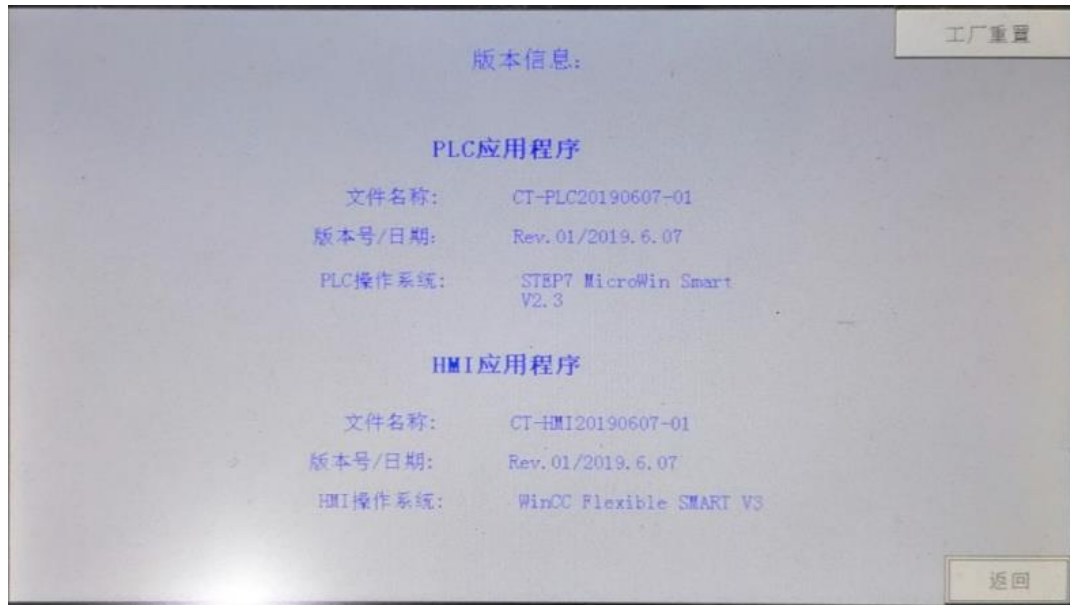 工厂重置
版本信息:
PLC应用程序
文件名称: CT-PLC20190607-01
版本号/日期: Rev.01/2019.6.07
PLC操作系统: STEP7 MicroWin Smart
V2.3
HMI应用程序
文件名称: CT-HMI20190607-01
版本号/日期: Rev.01/2019.6.07
HMI操作系统: WinCC Flexible SMART V3
返回